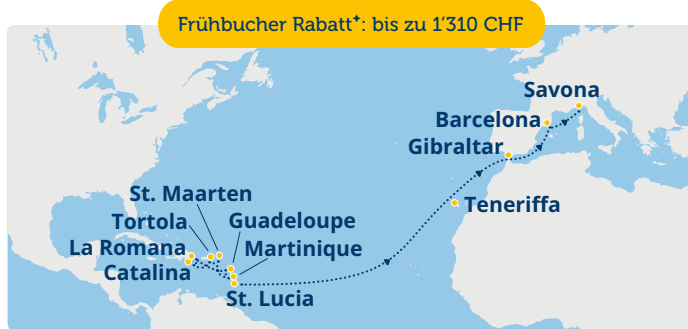 Frühbucher Rabatt✦: bis zu 1'310 CHF
Savona
Barcelona
Gibraltar
Teneriffa
St. Maarten
Tortola
Guadeloupe
La Romana
Martinique
Catalina
St. Lucia